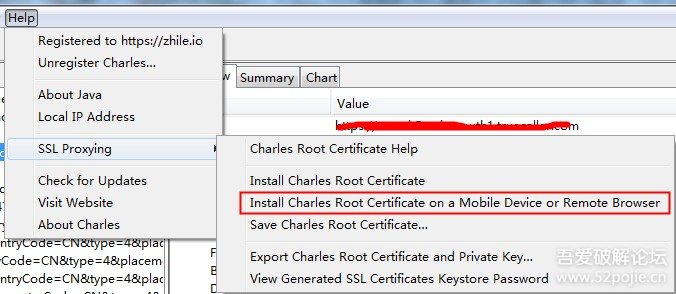 Help
Registered to https://zhile.io
Unregister Charles...
About Java
Local IP Address
SSL Proxying
Check for Updates
Visit Website
About Charles
Summary
Chart
Value
Charles Root Certificate Help
Install Charles Root Certificate
Install Charles Root Certificate on a Mobile Device or Remote Browser
Save Charles Root Certificate...
Export Charles Root Certificate and Private Key...
View Generated SSL Certificates Keystore Password
ntryCode=CN&type=4&placem
entryCode=CN&type=4&placeme
ntryCode=CN&type=4&placem
吾爱破解论坛
www.52pojie.cn